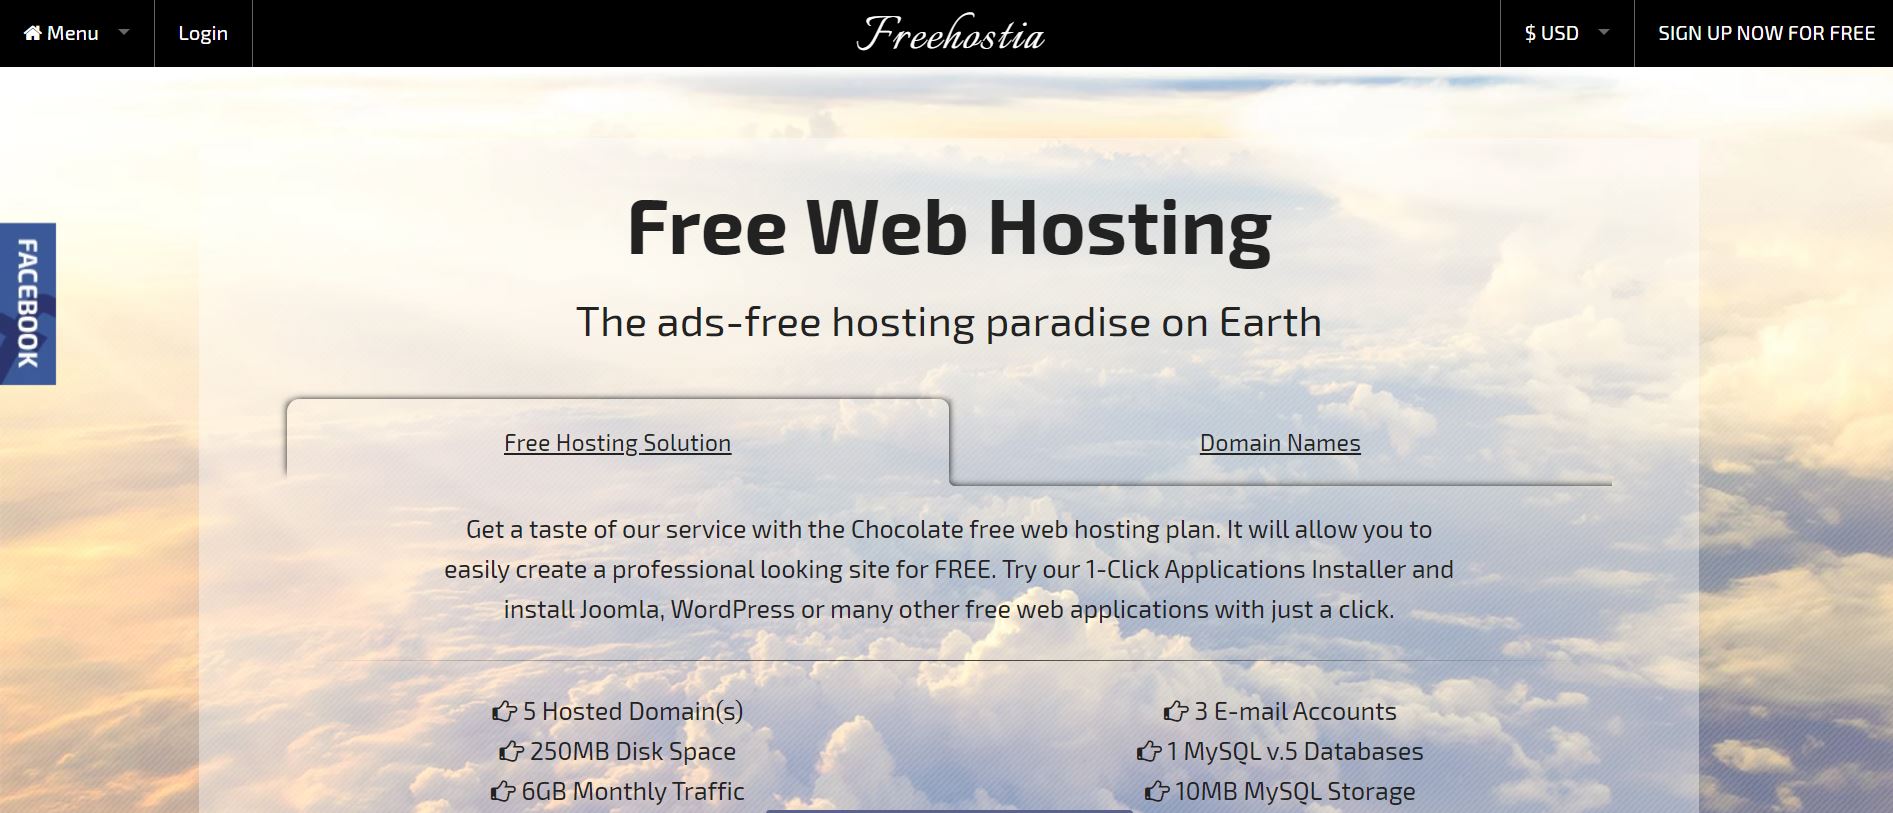 Menu
Login
Freehostia
$ USD
SIGN UP NOW FOR FREE
FACEBOOK
Free Web Hosting
The ads-free hosting paradise on Earth
Free Hosting Solution
Domain Names
Get a taste of our service with the Chocolate free web hosting plan. It will allow you to
easily create a professional looking site for FREE. Try our 1-Click Applications Installer and
install Joomla, WordPress or many other free web applications with just a click.
5 Hosted Domain(s)
250MB Disk Space
6GB Monthly Traffic
3 E-mail Accounts
1 MySQL v.5 Databases
10MB MySQL Storage